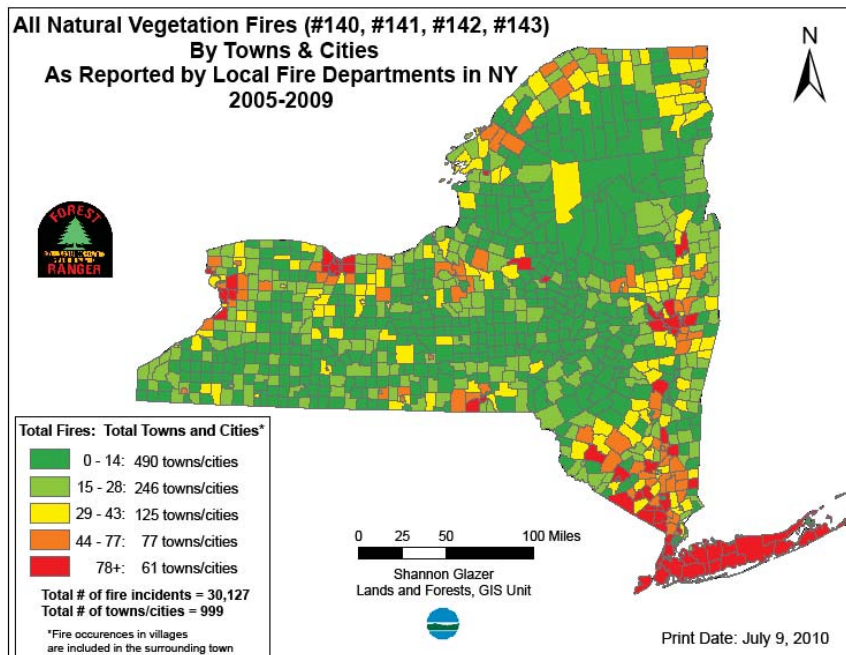 All Natural Vegetation Fires (#140, #141, #142, #143)
By Towns & Cities
As Reported by Local Fire Departments in NY
2005-2009
N
FOREST
RANGER
Total Fires: Total Towns and Cities*
0 - 14: 490 towns/cities
15 - 28: 246 towns/cities
29 - 43: 125 towns/cities
44 - 77: 77 towns/cities
78+: 61 towns/cities
Total # of fire incidents = 30,127
Total # of towns/cities = 999
*Fire occurences in villages
are included in the surrounding town
0 25 50 100 Miles
Shannon Glazer
Lands and Forests, GIS Unit
Print Date: July 9, 2010